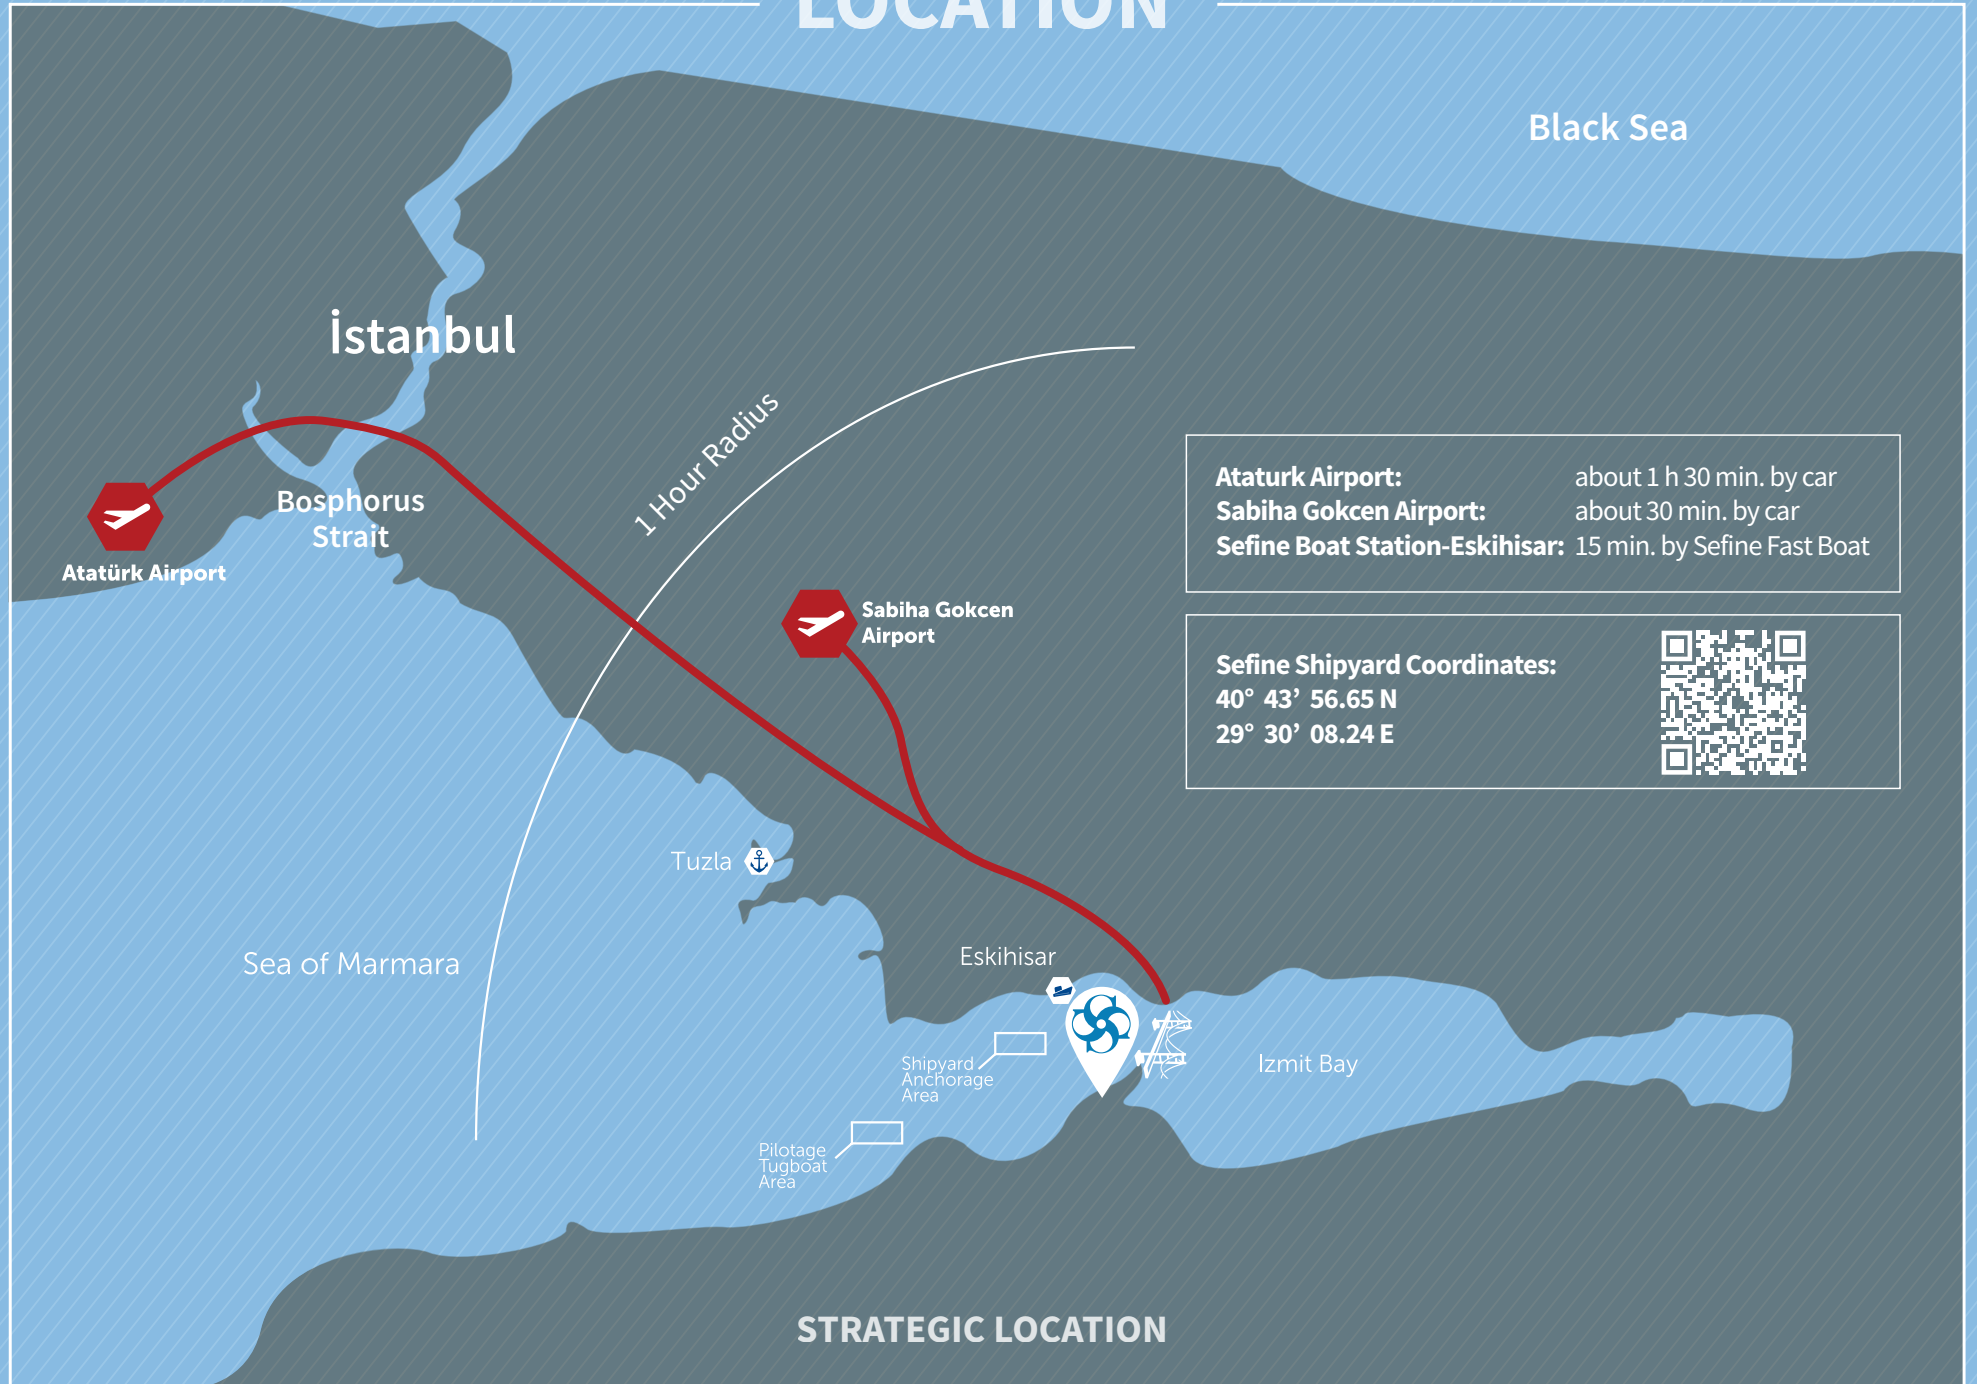 LOCATION
Black Sea
İstanbul
1 Hour Radius
Bosphorus
Strait
Atatürk Airport
Ataturk Airport: about 1 h 30 min. by car
Sabiha Gokcen Airport: about 30 min. by car
Sefine Boat Station-Eskihisar: 15 min. by Sefine Fast Boat
Sabiha Gokcen
Airport
Sefine Shipyard Coordinates:
40° 43’ 56.65 N
29° 30’ 08.24 E
Tuzla
Sea of Marmara
Eskihisar
Shipyard
Anchorage
Area
Izmit Bay
Pilotage
Tugboat
Area
STRATEGIC LOCATION